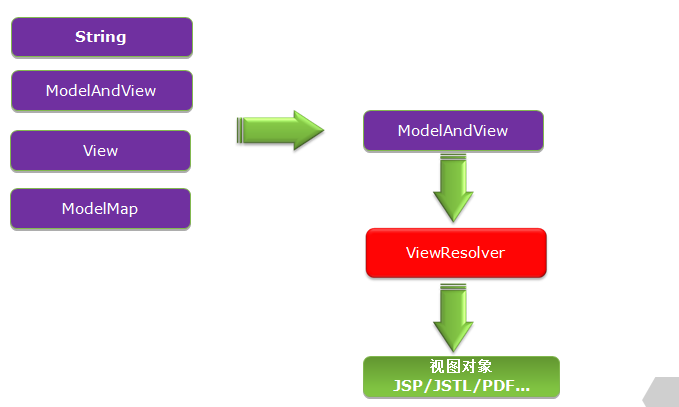 String
ModelAndView
View
ModelMap
ModelAndView
ViewResolver
视图对象
JSP/JSTL/PDF...